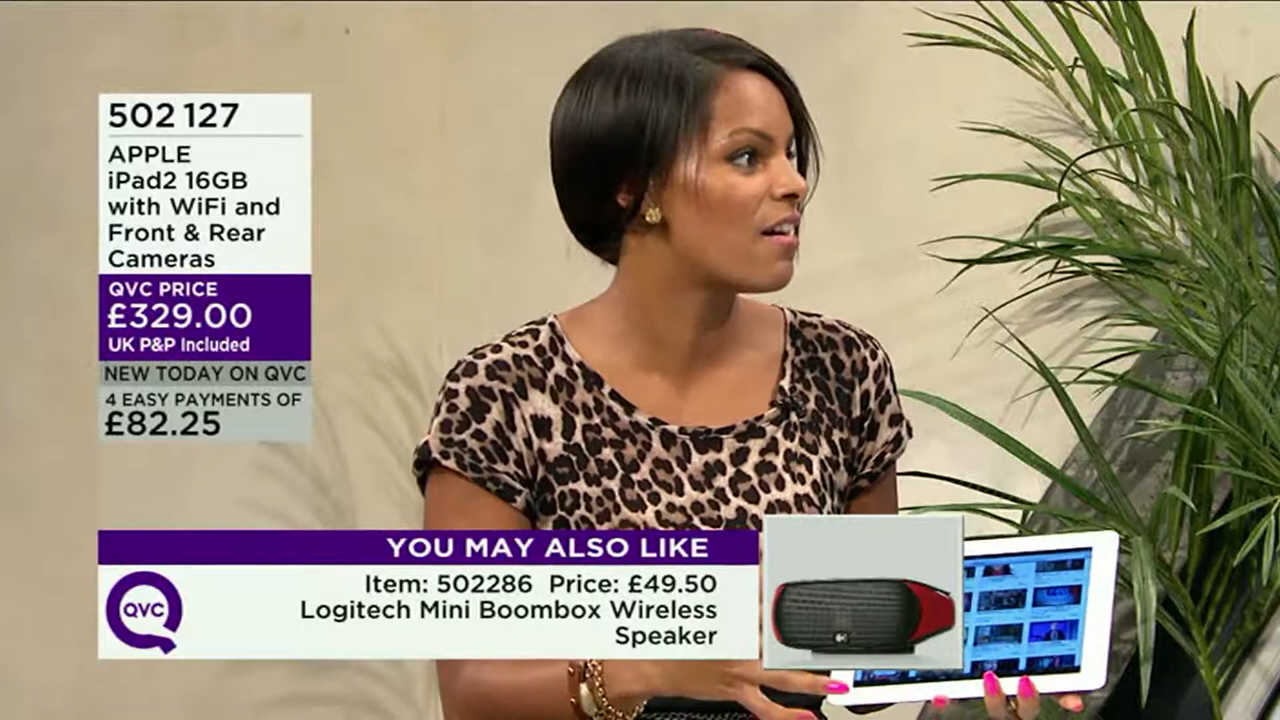 502 127
APPLE
iPad2 16GB
with WiFi and
Front & Rear
Cameras
QVC PRICE
£329.00
UK P&P Included
NEW TODAY ON QVC
4 EASY PAYMENTS OF
£82.25
YOU MAY ALSO LIKE
QVC
Item: 502286 Price: £49.50
Logitech Mini Boombox Wireless
Speaker